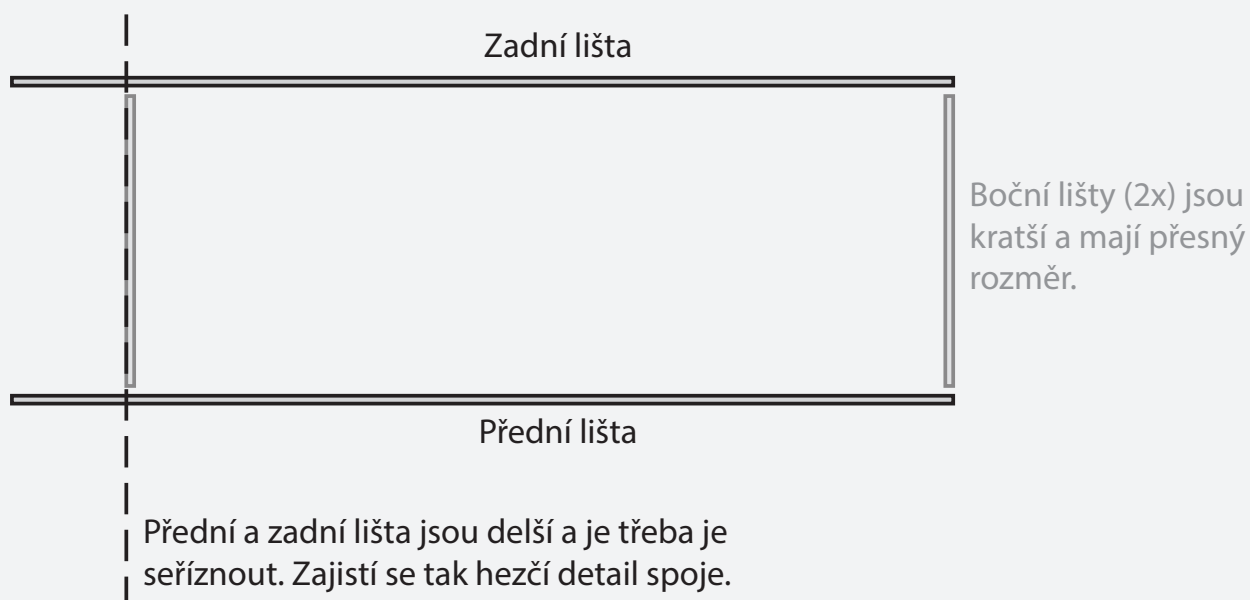 Zadní lišta
Boční lišty (2x) jsou
kratší a mají přesný
rozměr.
Přední lišta
Přední a zadní lišta jsou delší a je třeba je
seříznout. Zajistí se tak hezčí detail spoje.